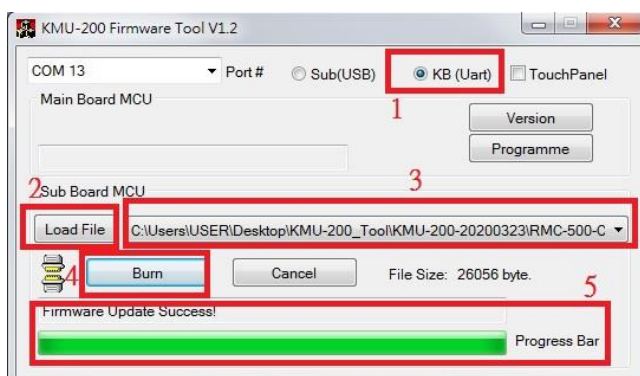 KMU-200 Firmware Tool V1.2
COM 13 Port # Sub(USB) KB (Uart) TouchPanel
1
Main Board MCU
Version
Programme
2 3
Sub Board MCU
Load File C:\Users\USER\Desktop\KMU-200_Tool\KMU-200-20200323\RMC-500-C
4 Burn Cancel File Size: 26056 byte.
5
Firmware Update Success!
Progress Bar